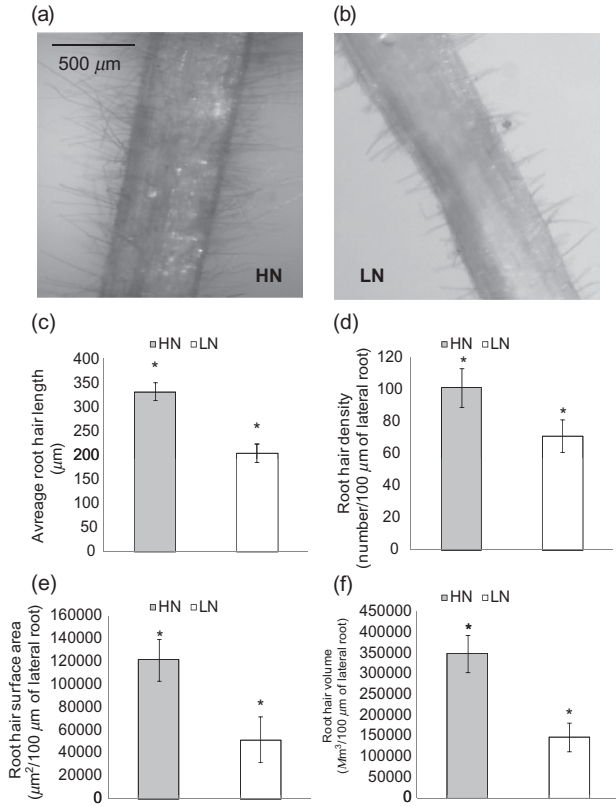 (a)
500 μm
HN
(b)
LN
(c)
HN LN
Avreage root hair length
(μm)
400
350
300
250
200
150
100
50
0
*
*
(d)
HN LN
Root hair density
(number/100 μm of lateral root)
120
100
80
60
40
20
0
*
*
(e)
HN LN
Root hair surface area
(μm²/100 μm of lateral root)
160000
140000
120000
100000
80000
60000
40000
20000
0
*
*
(f)
HN LN
Root hair volume
(Mm³/100 μm of lateral root)
450000
400000
350000
300000
250000
200000
150000
100000
50000
0
*
*